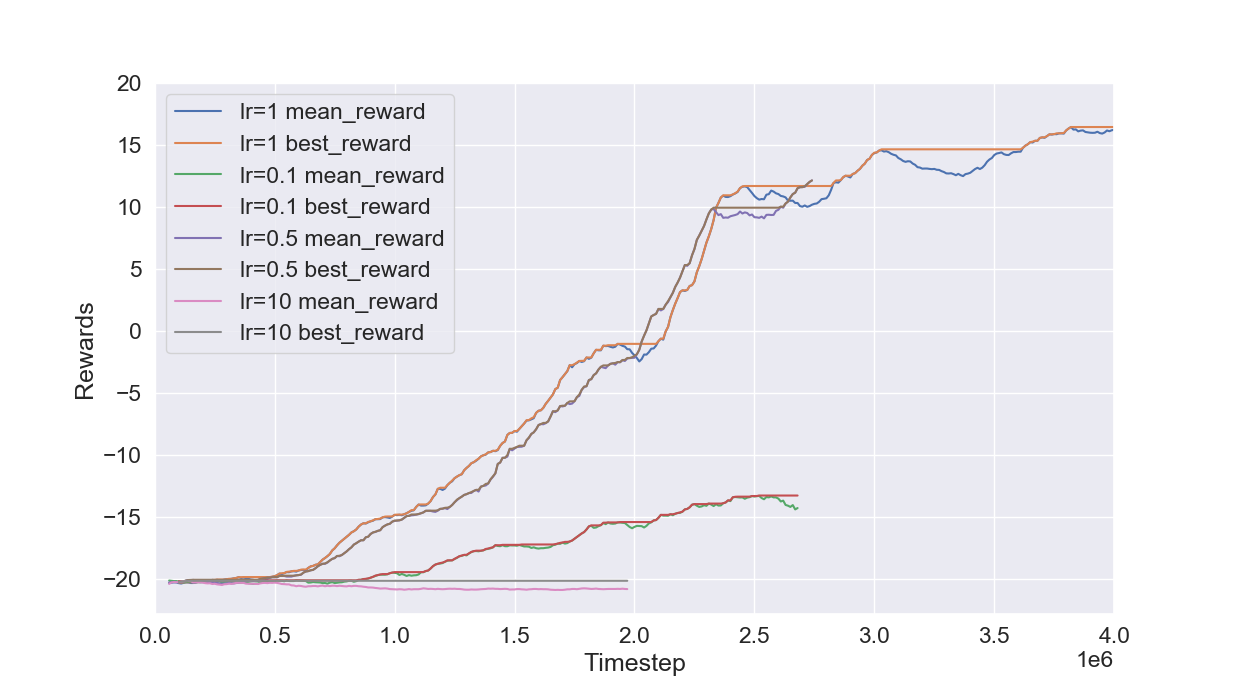 20
15
10
5
0
−5
−10
−15
−20
Rewards
lr=1 mean_reward
lr=1 best_reward
lr=0.1 mean_reward
lr=0.1 best_reward
lr=0.5 mean_reward
lr=0.5 best_reward
lr=10 mean_reward
lr=10 best_reward
0.0 0.5 1.0 1.5 2.0 2.5 3.0 3.5 4.0
1e6
Timestep